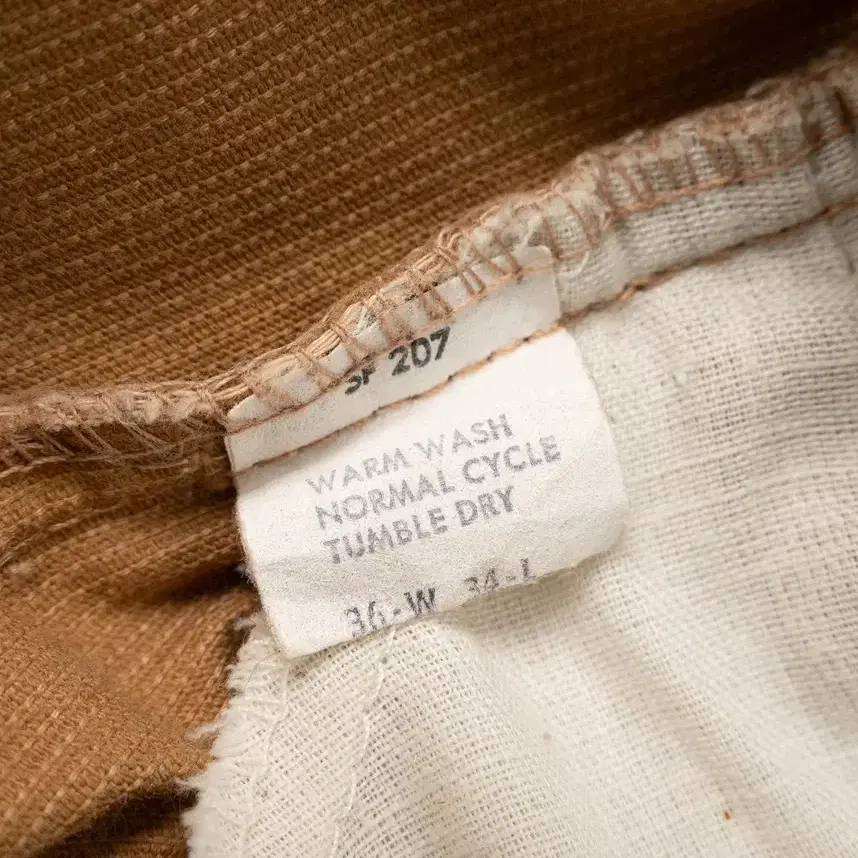 SF 207
WARM WASH
NORMAL CYCLE
TUMBLE DRY
36-W 34-L